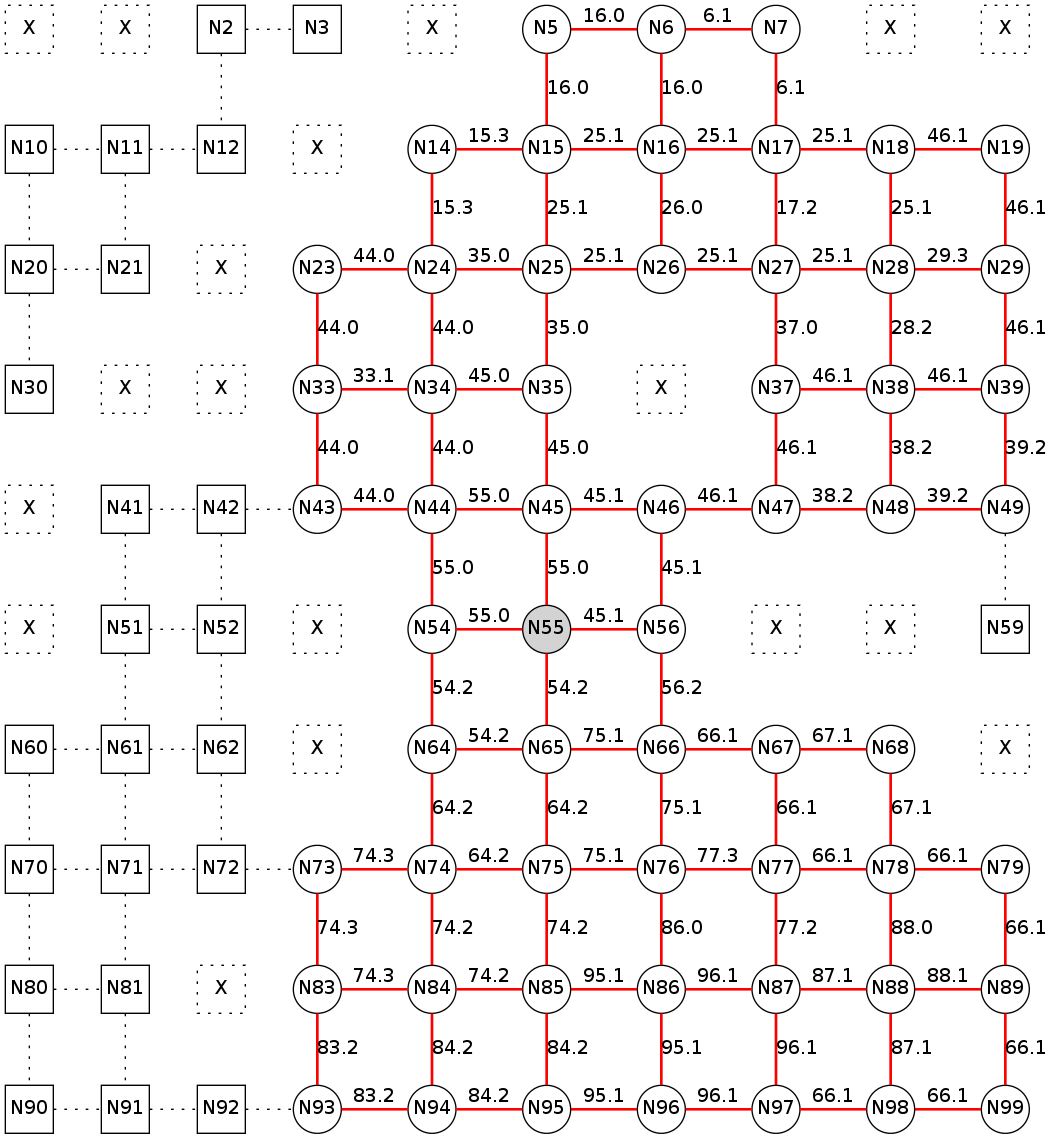 X X N2 N3 X N5 16.0 N6 6.1 N7 X X
16.0 16.0 6.1
N10 N11 N12 X N14 15.3 N15 25.1 N16 25.1 N17 25.1 N18 46.1 N19
15.3 25.1 26.0 17.2 25.1 46.1
N20 N21 X N23 44.0 N24 35.0 N25 25.1 N26 25.1 N27 25.1 N28 29.3 N29
44.0 44.0 35.0 37.0 28.2 46.1
N30 X X N33 33.1 N34 45.0 N35 X N37 46.1 N38 46.1 N39
44.0 44.0 45.0 46.1 38.2 39.2
X N41 N42 N43 44.0 N44 55.0 N45 45.1 N46 46.1 N47 38.2 N48 39.2 N49
55.0 55.0 45.1
X N51 N52 X N54 55.0 N55 45.1 N56 X X N59
54.2 54.2 56.2
N60 N61 N62 X N64 54.2 N65 75.1 N66 66.1 N67 67.1 N68 X
64.2 64.2 75.1 66.1 67.1
N70 N71 N72 N73 74.3 N74 64.2 N75 75.1 N76 77.3 N77 66.1 N78 66.1 N79
74.3 74.2 74.2 86.0 77.2 88.0 66.1
N80 N81 X N83 74.3 N84 74.2 N85 95.1 N86 96.1 N87 87.1 N88 88.1 N89
83.2 84.2 84.2 95.1 96.1 87.1 66.1
N90 N91 N92 N93 83.2 N94 84.2 N95 95.1 N96 96.1 N97 66.1 N98 66.1 N99